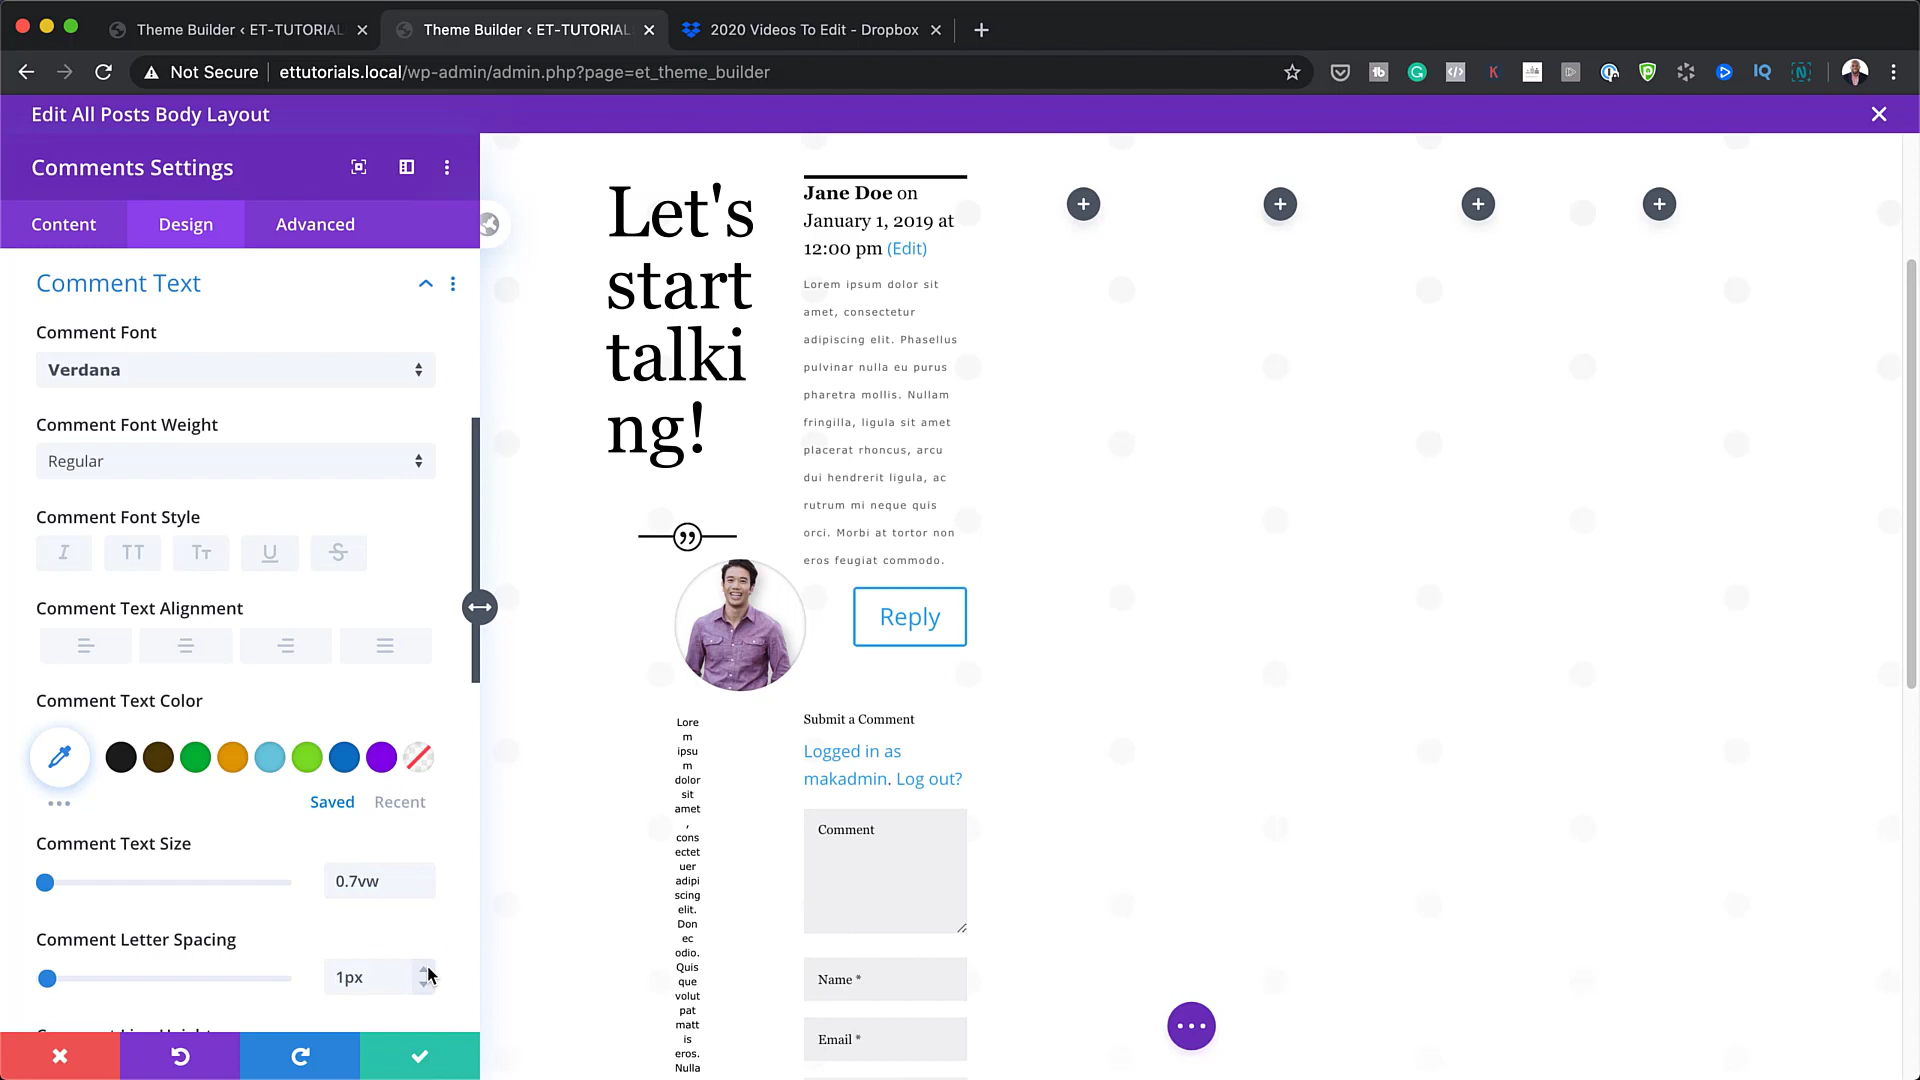 Theme Builder ‹ ET-TUTORIAL
Theme Builder ‹ ET-TUTORIAL
2020 Videos To Edit - Dropbox
Not Secure
ettutorials.local/wp-admin/admin.php?page=et_theme_builder
Edit All Posts Body Layout
Comments Settings
Content
Design
Advanced
Comment Text
Comment Font
Verdana
Comment Font Weight
Regular
Comment Font Style
I
TT
Tт
U
S
Comment Text Alignment
Comment Text Color
Saved
Recent
Comment Text Size
0.7vw
Comment Letter Spacing
1px
Let's
start
talki
ng!
Lore
m
ipsu
m
dolor
sit
amet
,
cons
ectet
uer
adipi
scing
elit.
Don
ec
odio.
Quis
que
volut
pat
matt
is
eros.
Nulla
Jane Doe on
January 1, 2019 at
12:00 pm (Edit)
Lorem ipsum dolor sit
amet, consectetur
adipiscing elit. Phasellus
pulvinar nulla eu purus
pharetra mollis. Nullam
fringilla, ligula sit amet
placerat rhoncus, arcu
dui hendrerit ligula, ac
rutrum mi neque quis
orci. Morbi at tortor non
eros feugiat commodo.
Reply
Submit a Comment
Logged in as
makadmin. Log out?
Comment
Name *
Email *